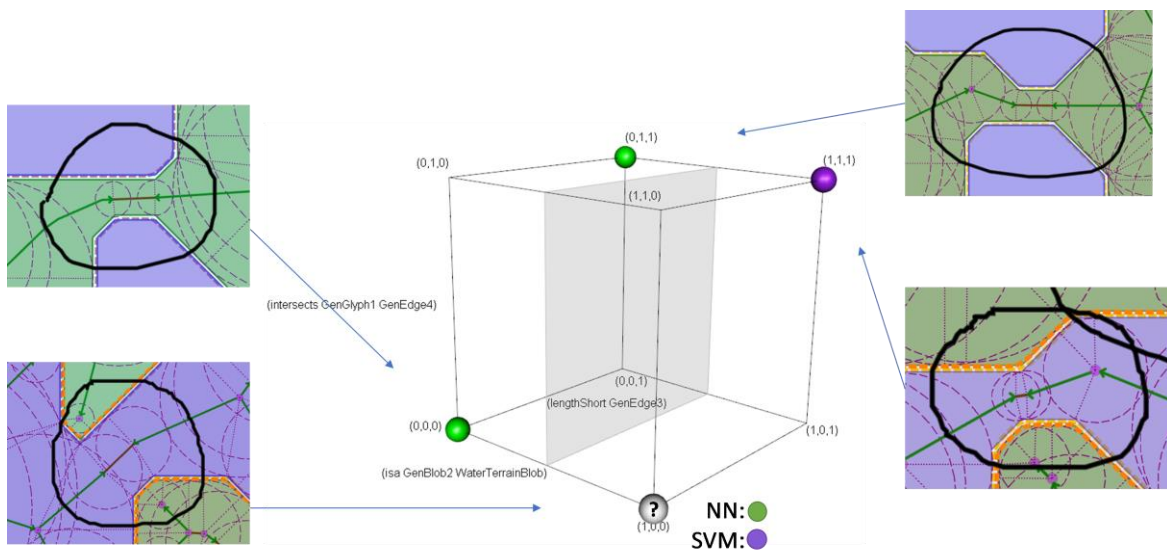 (0,1,1)
(0,1,0)
(1,1,1)
(1,1,0)
(intersects GenGlyph1 GenEdge4)
(0,0,1)
(lengthShort GenEdge3)
(0,0,0)
(1,0,1)
(isa GenBlob2 WaterTerrainBlob)
?
(1,0,0)
NN:
SVM: